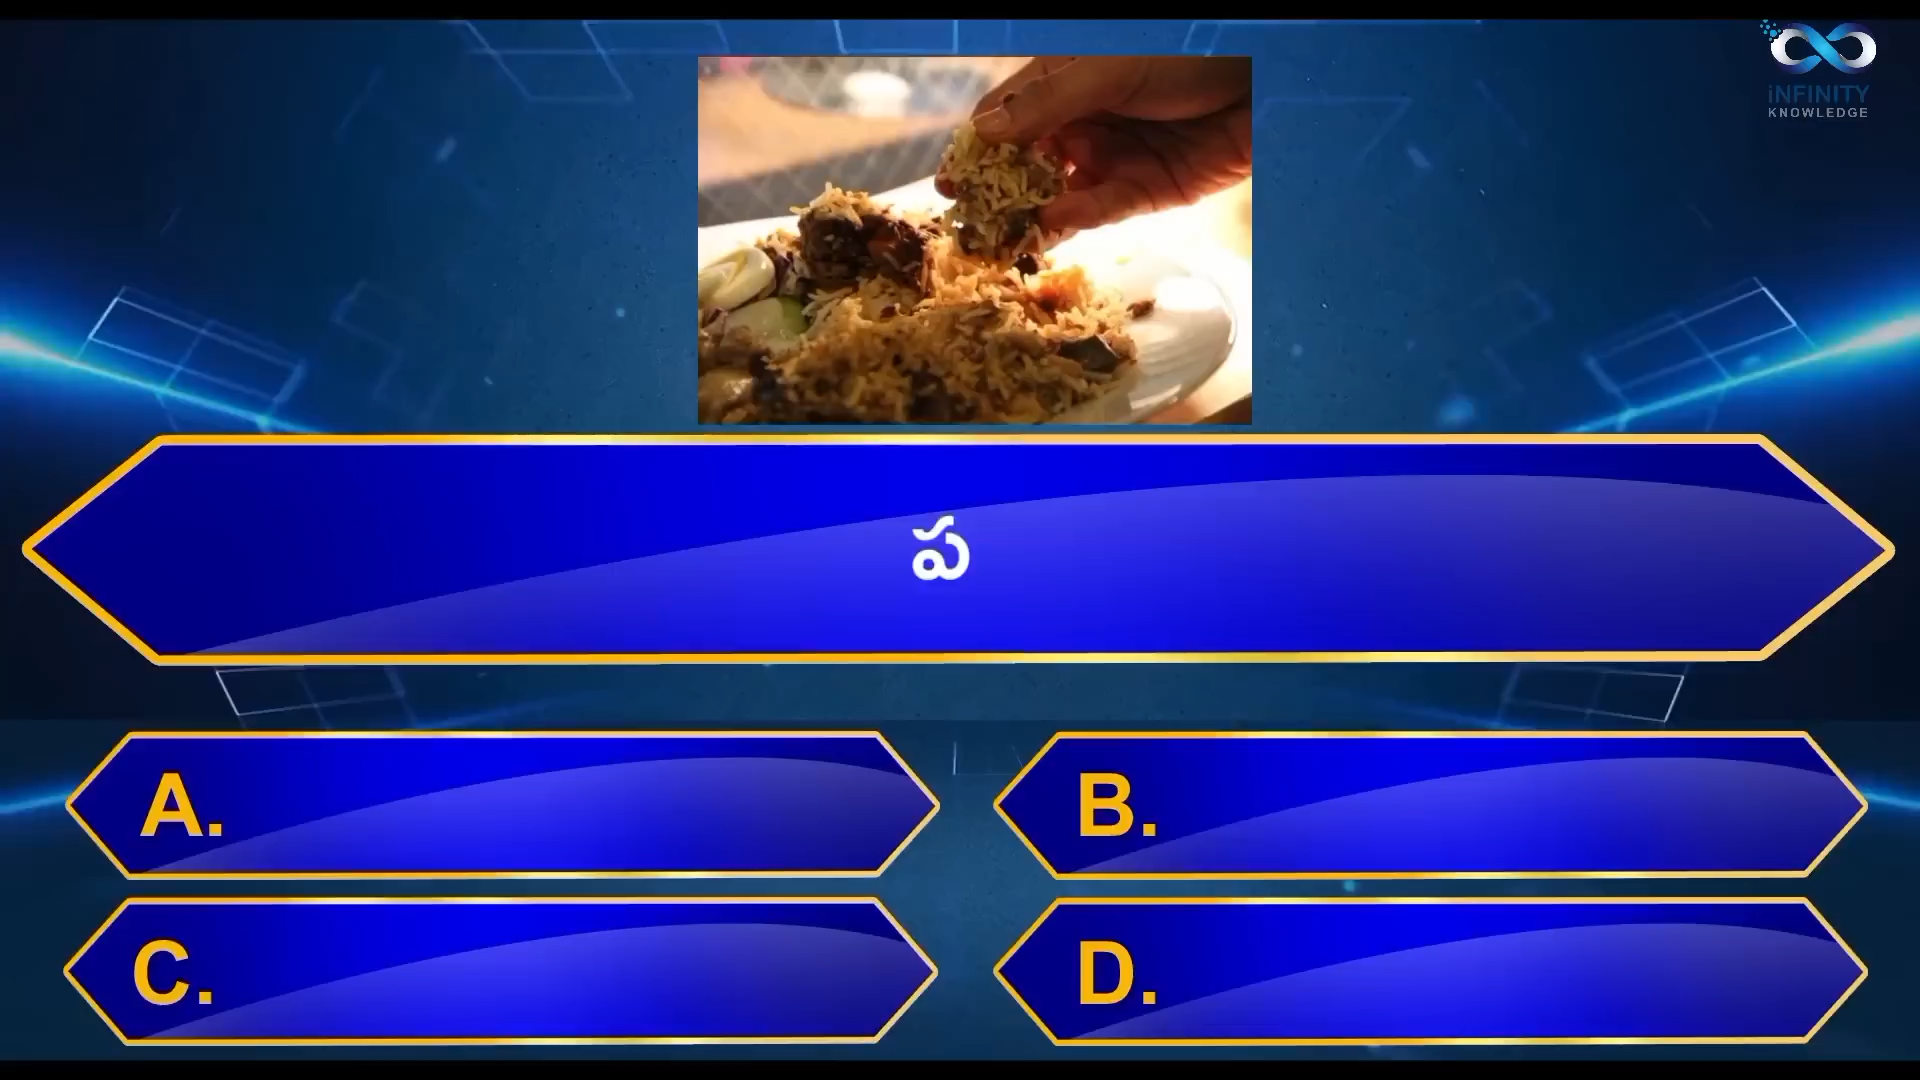 iNFINITY
KNOWLEDGE
ప
A.
B.
C.
D.